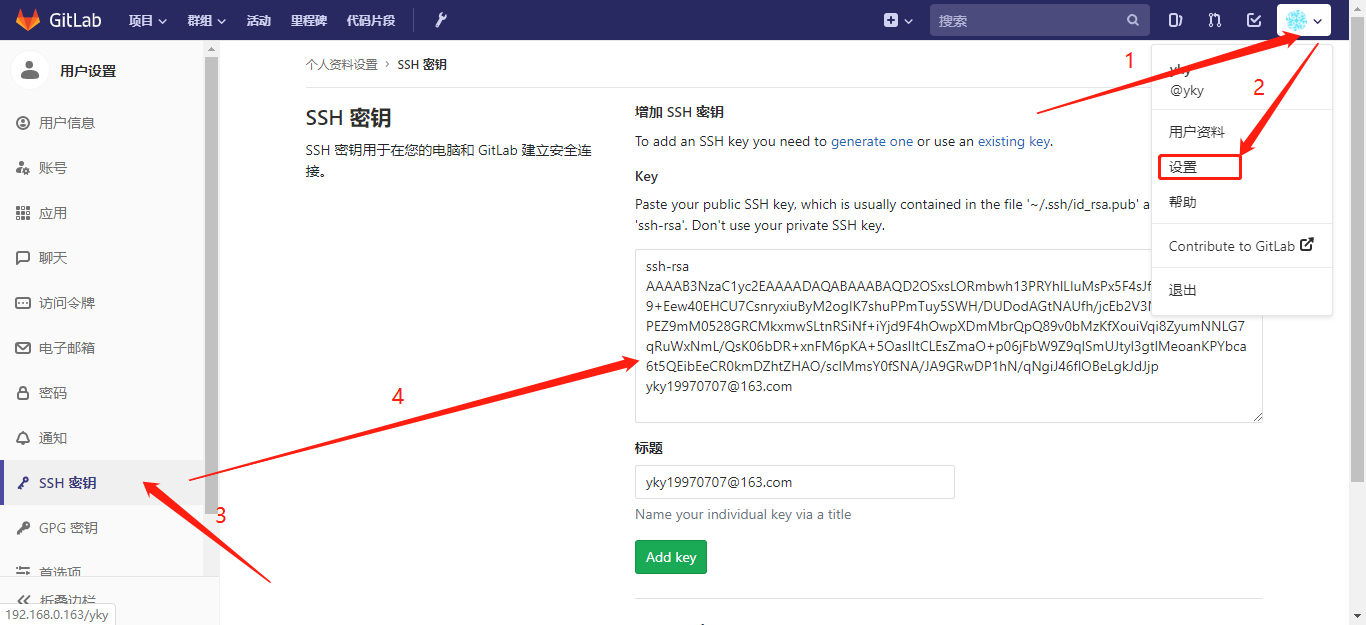 GitLab 项目 群组 活动 里程碑 代码片段 搜索
用户设置
用户信息
账号
应用
聊天
访问令牌
电子邮箱
密码
通知
SSH 密钥
GPG 密钥
首选项
折叠边栏
192.168.0.163/yky
个人资料设置 › SSH 密钥
SSH 密钥
SSH 密钥用于在您的电脑和 GitLab 建立安全连
接。
增加 SSH 密钥
To add an SSH key you need to generate one or use an existing key.
Key
Paste your public SSH key, which is usually contained in the file '~/.ssh/id_rsa.pub' a
'ssh-rsa'. Don't use your private SSH key.
ssh-rsa
AAAAB3NzaC1yc2EAAAADAQABAAABAQD2OSxsLORmbwh13PRYhlLIuMsPx5F4sJf
9+Eew40EHCU7CsnryxiuByM2oglK7shuPPmTuy5SWH/DUDodAGtNAUfh/jcEb2V3
PEZ9mM0528GRCMkxmwSLtnRSiNf+iYjd9F4hOwpXDmMbrQpQ89v0bMzKfXouiVqi8ZyumNNLG7
qRuWxNmL/QsK06bDR+xnFM6pKA+5OasIItCLEsZmaO+p06jFbW9Z9qlSmUJtyl3gtlMeoanKPYbca
6t5QEibEeCR0kmDZhtZHAO/sclMmsY0fSNA/JA9GRwDP1hN/qNgiJ46flOBeLgkJdJjp
yky19970707@163.com
标题
yky19970707@163.com
Name your individual key via a title
Add key
yky
@yky
用户资料
设置
帮助
Contribute to GitLab
退出
1
2
3
4